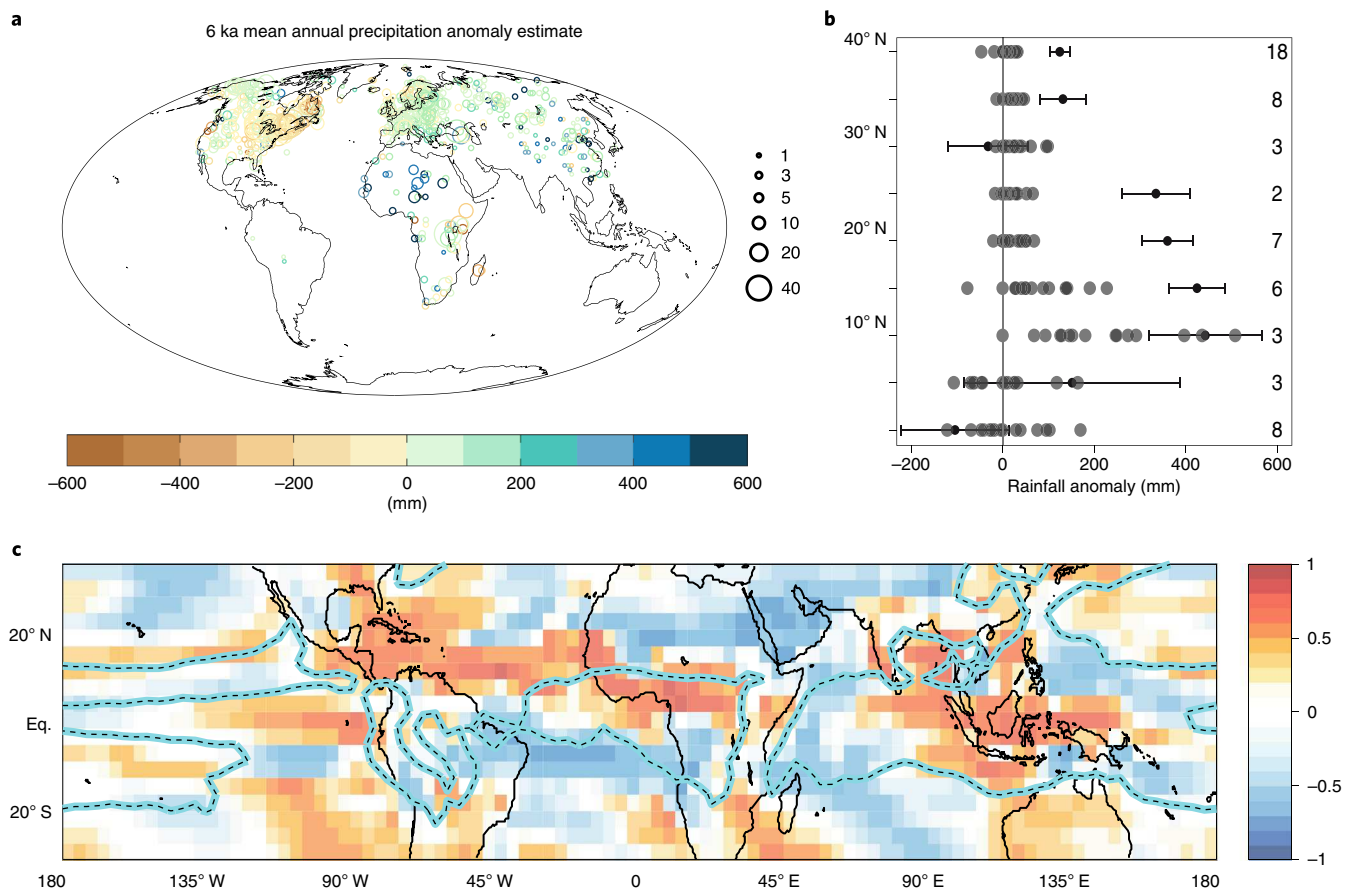 a
6 ka mean annual precipitation anomaly estimate
1
3
5
10
20
40
−600 −400 −200 0 200 400 600
(mm)
b
40° N 18
8
30° N 3
2
20° N 7
6
10° N 3
3
8
−200 0 200 400 600
Rainfall anomaly (mm)
c
20° N
Eq.
20° S
180 135° W 90° W 45° W 0 45° E 90° E 135° E 180
1
0.5
0
−0.5
−1